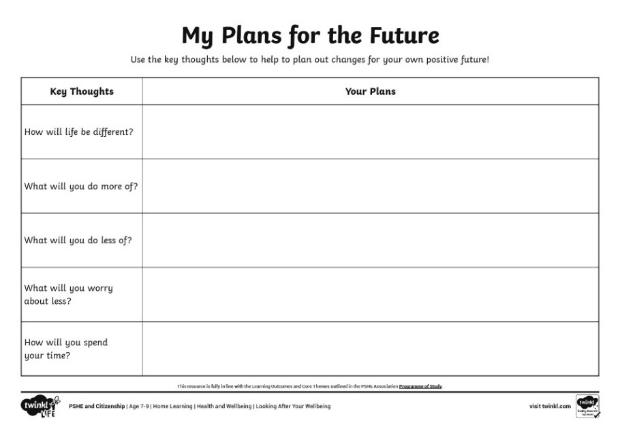 My Plans for the Future
Use the key thoughts below to help to plan out changes for your own positive future!
Key Thoughts
Your Plans
How will life be different?
What will you do more of?
What will you do less of?
What will you worry
about less?
How will you spend
your time?
This resource is fully in line with the Learning Outcomes and Core Themes outlined in the PSHE Association Programme of Study.
twinkl
LIFE
PSHE and Citizenship | Age 7-9 | Home Learning | Health and Wellbeing | Looking After Your Wellbeing
visit twinkl.com
twinkl